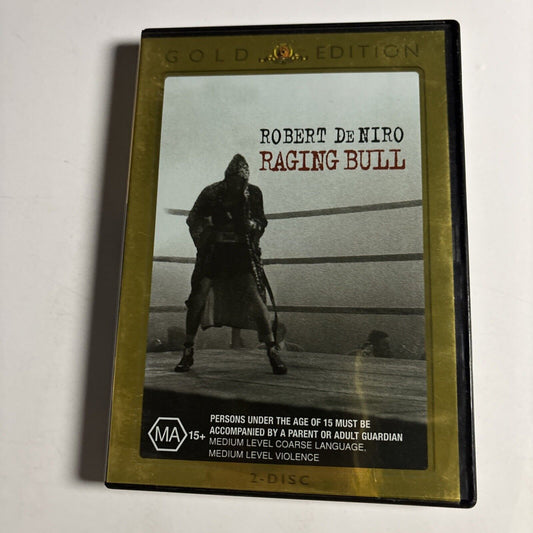 GOLD EDITION
ROBERT DE NIRO
RAGING BULL
MA 15+
PERSONS UNDER THE AGE OF 15 MUST BE
ACCOMPANIED BY A PARENT OR ADULT GUARDIAN
MEDIUM LEVEL COARSE LANGUAGE,
MEDIUM LEVEL VIOLENCE
2-DISC